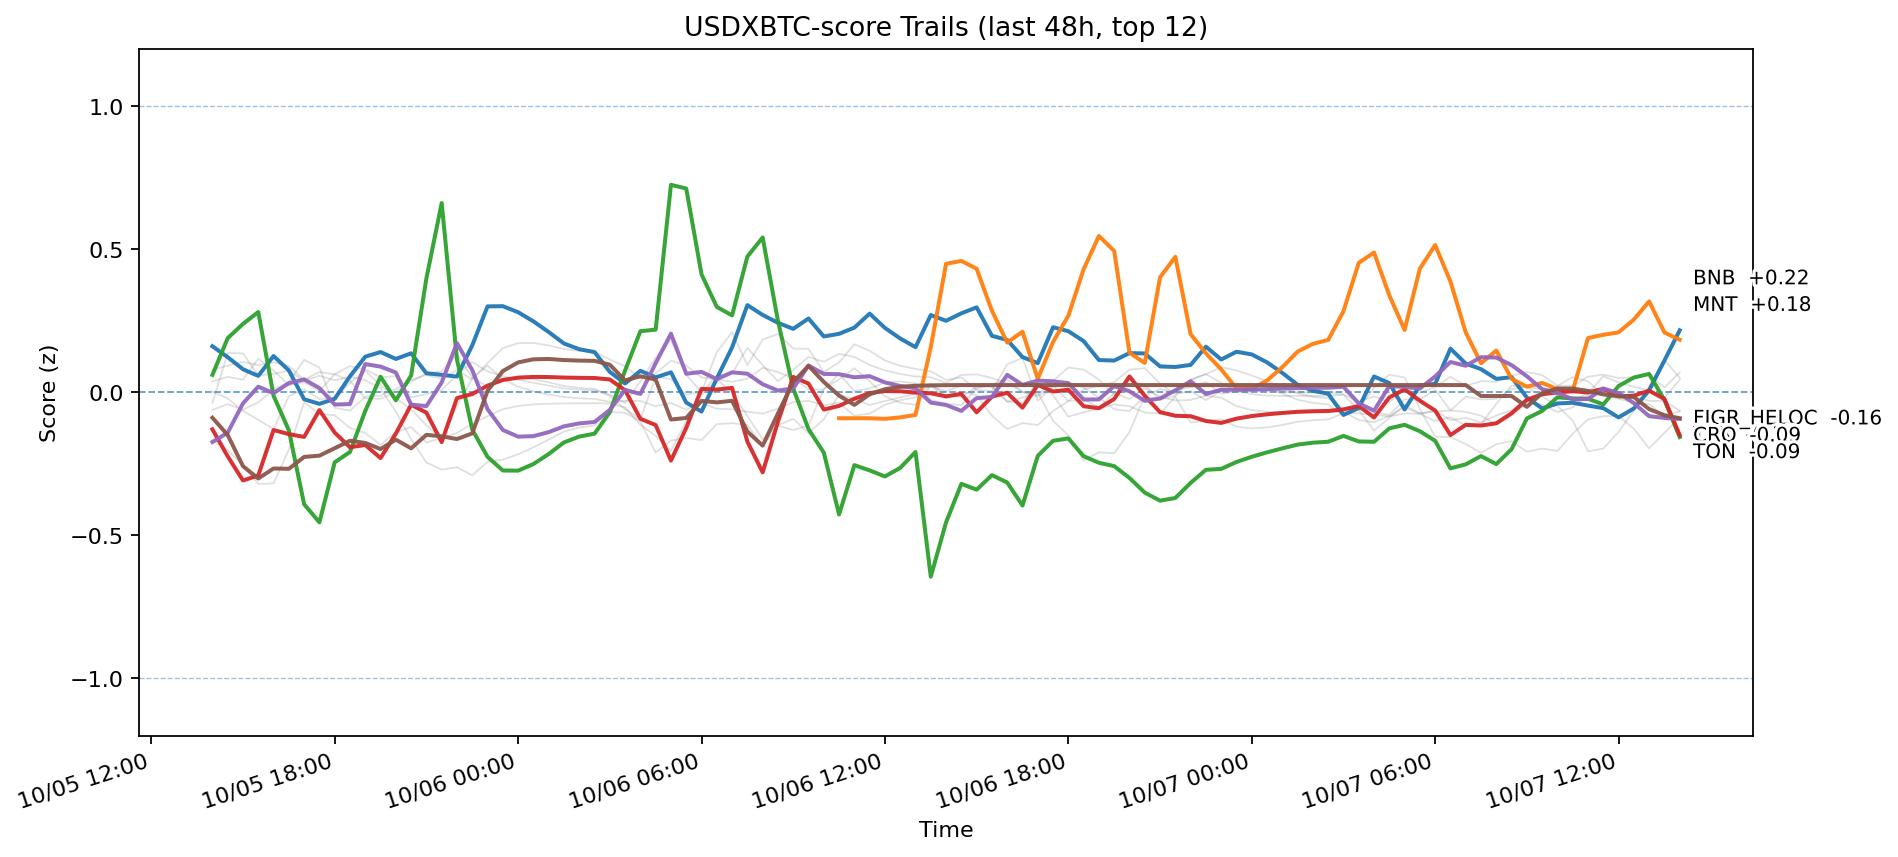 USDXBTC-score Trails (last 48h, top 12)
Score (z)
1.0
0.5
0.0
−0.5
−1.0
BNB +0.22
MNT +0.18
FIGR_HELOC -0.16
CRO -0.09
TON -0.09
10/05 12:00
10/05 18:00
10/06 00:00
10/06 06:00
10/06 12:00
10/06 18:00
10/07 00:00
10/07 06:00
10/07 12:00
Time